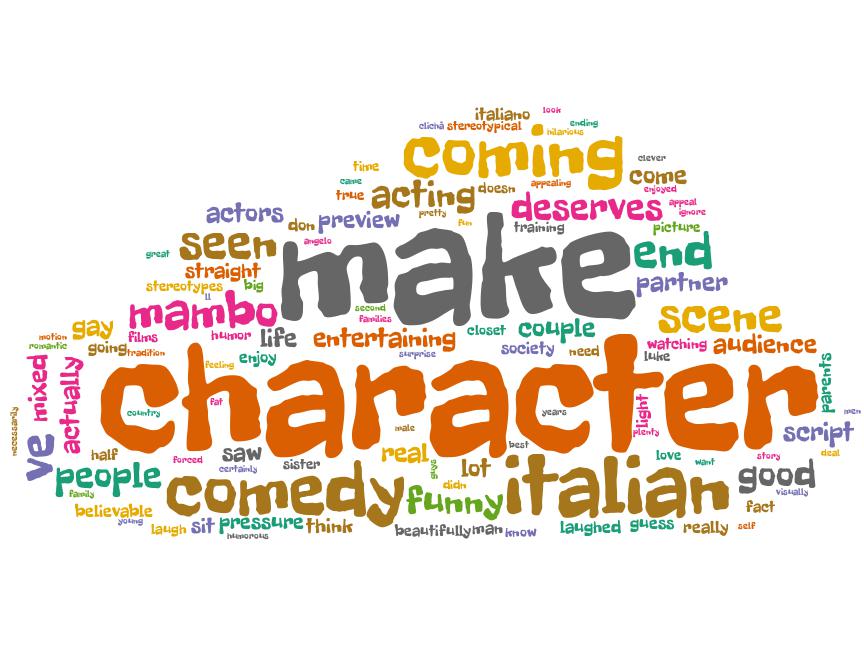 italiano look
clichã stereotypical hilarious ending
coming clever
time came true acting doesn appealing come enjoyed
actors don preview pretty fun deserves appeal ignore
training picture
great seen angelo make end
straight stereotypes big partner
ll mambo second families scene
gay films humor life entertaining closet couple
motion romantic going tradition enjoy surprise society need luke watching audience
feeling character
mixed actually parents
country fat male years light plenty men
ve necessarily script
half forced saw certainly sister real guys lot best love want story deal
people family comedy funny didn italian good visually
believable young fact
laugh sit pressure think humorous beautifully man know laughed guess really self